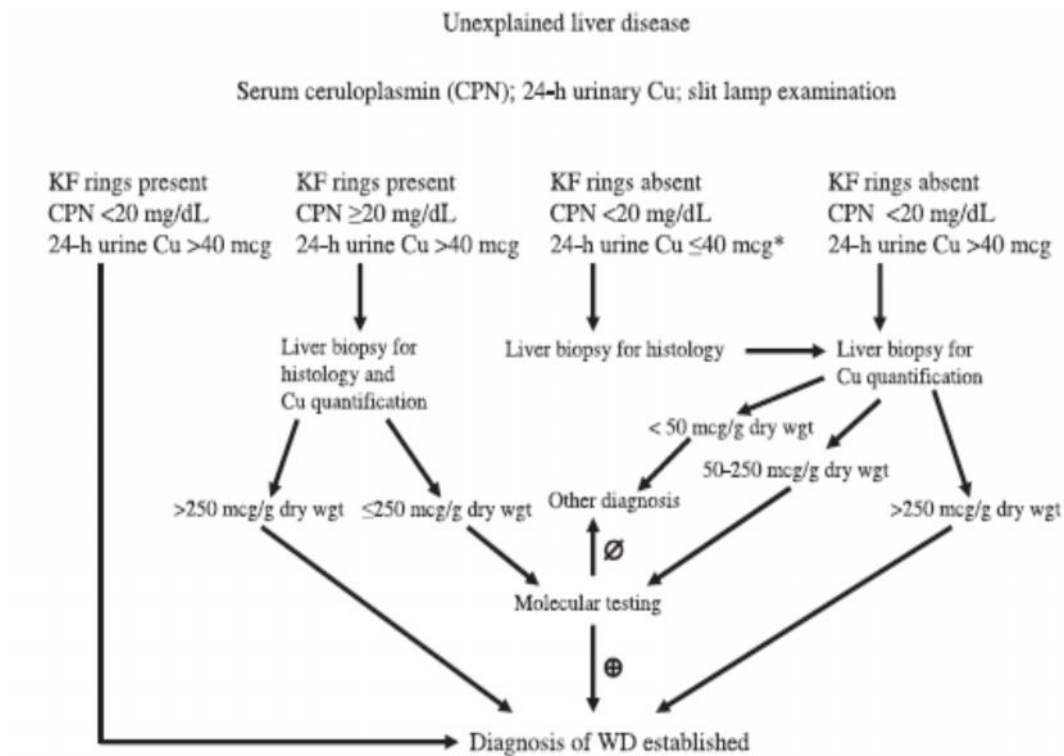 Unexplained liver disease
Serum ceruloplasmin (CPN); 24-h urinary Cu; slit lamp examination
KF rings present
CPN <20 mg/dL
24-h urine Cu >40 mcg
KF rings present
CPN ≥20 mg/dL
24-h urine Cu >40 mcg
KF rings absent
CPN <20 mg/dL
24-h urine Cu ≤40 mcg*
KF rings absent
CPN <20 mg/dL
24-h urine Cu >40 mcg
Liver biopsy for
histology and
Cu quantification
Liver biopsy for histology
Liver biopsy for
Cu quantification
< 50 mcg/g dry wgt
50-250 mcg/g dry wgt
>250 mcg/g dry wgt
≤250 mcg/g dry wgt
Other diagnosis
>250 mcg/g dry wgt
∅
Molecular testing
⊕
Diagnosis of WD established